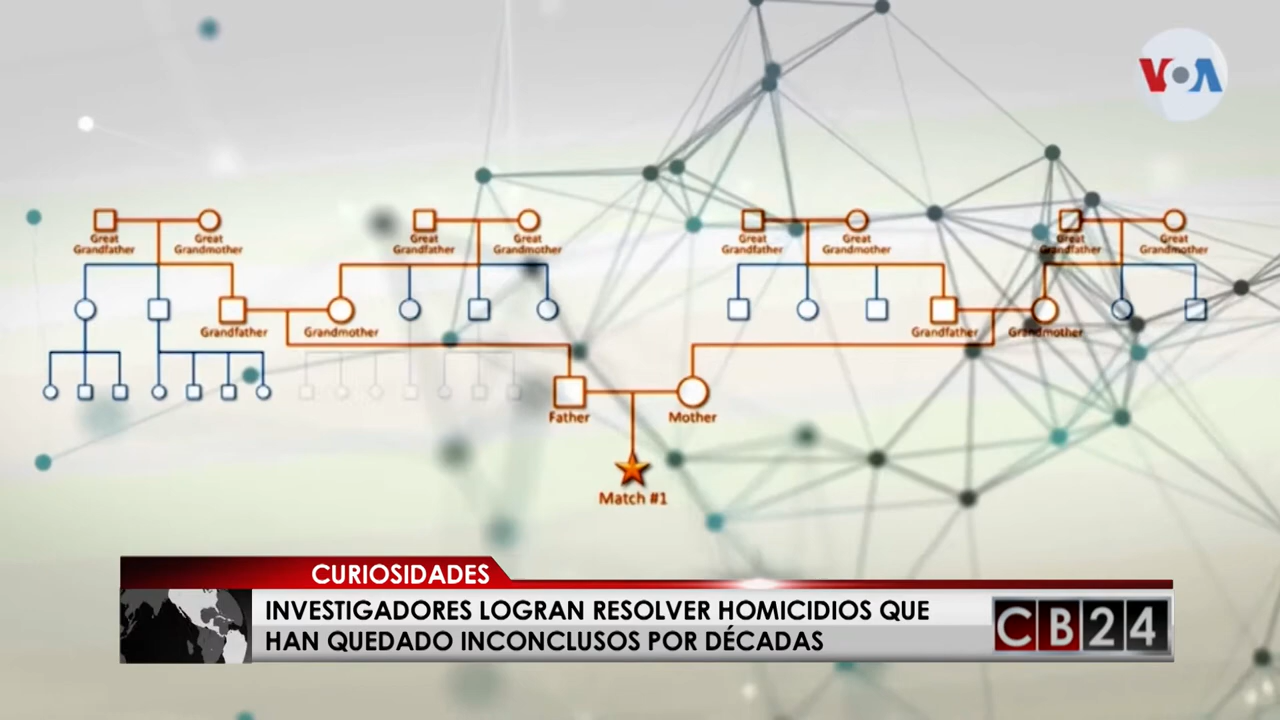 VOA
Great Grandfather
Great Grandmother
Great Grandfather
Great Grandmother
Great Grandfather
Great Grandmother
Great Grandfather
Great Grandmother
Grandfather
Grandmother
Grandfather
Grandmother
Father
Mother
Match #1
CURIOSIDADES
INVESTIGADORES LOGRAN RESOLVER HOMICIDIOS QUE
HAN QUEDADO INCONCLUSOS POR DÉCADAS
CB24